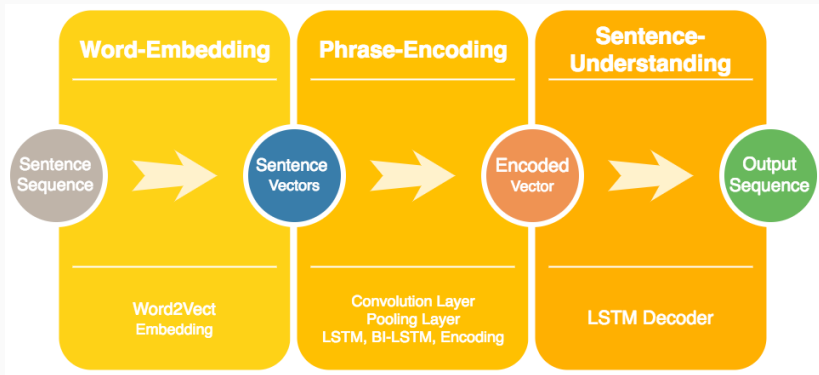 Word-Embedding
Phrase-Encoding
Sentence-
Understanding
Sentence
Sequence
Sentence
Vectors
Encoded
Vector
Output
Sequence
Word2Vect
Embedding
Convolution Layer
Pooling Layer
LSTM, BI-LSTM, Encoding
LSTM Decoder